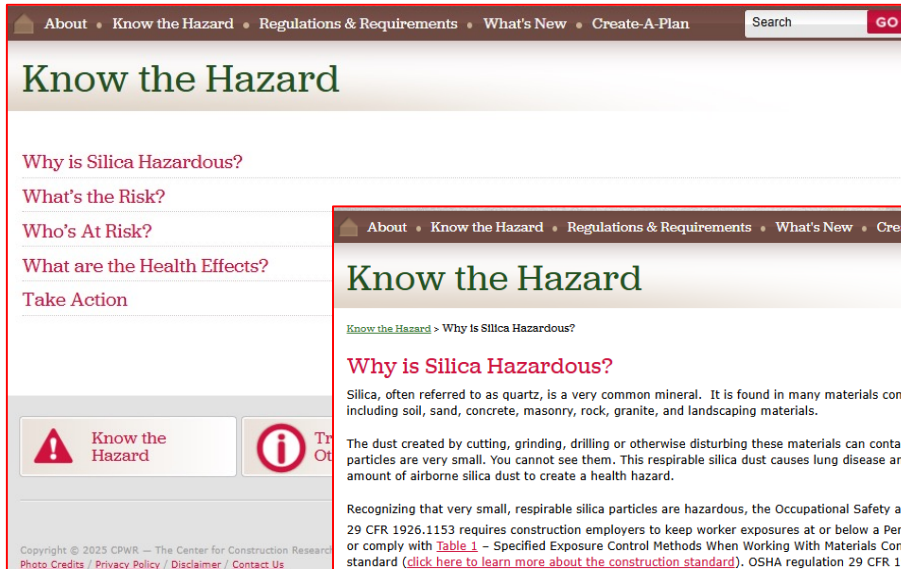 About • Know the Hazard • Regulations & Requirements • What's New • Create-A-Plan
Search GO
Know the Hazard
Why is Silica Hazardous?
What's the Risk?
Who's At Risk?
What are the Health Effects?
Take Action
Know the
Hazard
Tr
Ot
Copyright © 2025 CPWR — The Center for Construction Research
Photo Credits / Privacy Policy / Disclaimer / Contact Us
About • Know the Hazard • Regulations & Requirements • What's New • Cre
Know the Hazard
Know the Hazard > Why is Silica Hazardous?
Why is Silica Hazardous?
Silica, often referred to as quartz, is a very common mineral. It is found in many materials con
including soil, sand, concrete, masonry, rock, granite, and landscaping materials.
The dust created by cutting, grinding, drilling or otherwise disturbing these materials can conta
particles are very small. You cannot see them. This respirable silica dust causes lung disease an
amount of airborne silica dust to create a health hazard.
Recognizing that very small, respirable silica particles are hazardous, the Occupational Safety a
29 CFR 1926.1153 requires construction employers to keep worker exposures at or below a Per
or comply with Table 1 – Specified Exposure Control Methods When Working With Materials Con
standard (click here to learn more about the construction standard). OSHA regulation 29 CFR 1